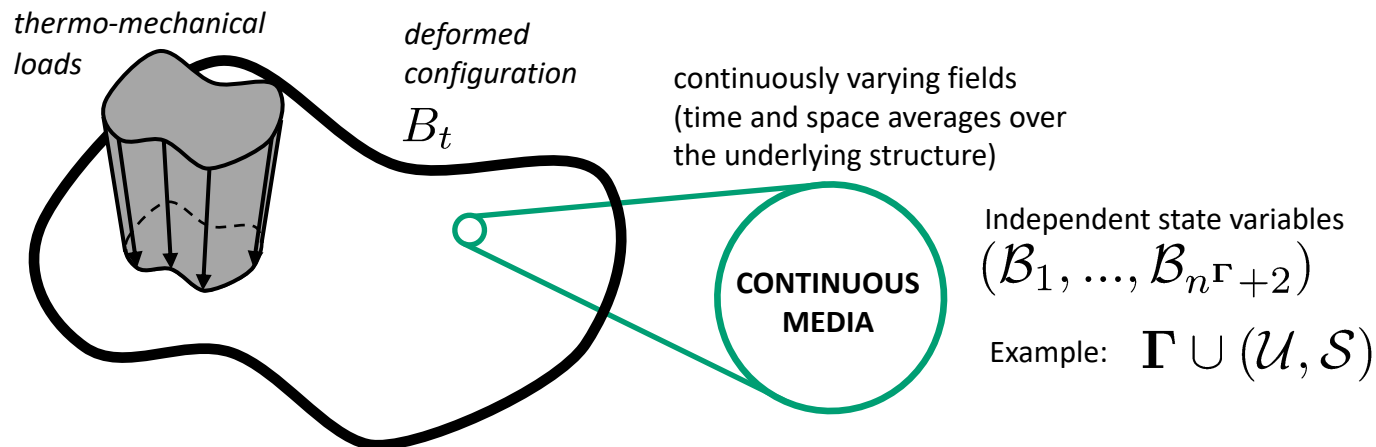 thermo-mechanical
loads
deformed
configuration
B_t
continuously varying fields
(time and space averages over
the underlying structure)
CONTINUOUS
MEDIA
Independent state variables
(ℬ₁, ..., ℬ_{n^Γ+2})
Example: Γ ∪ (𝒰, 𝒮)